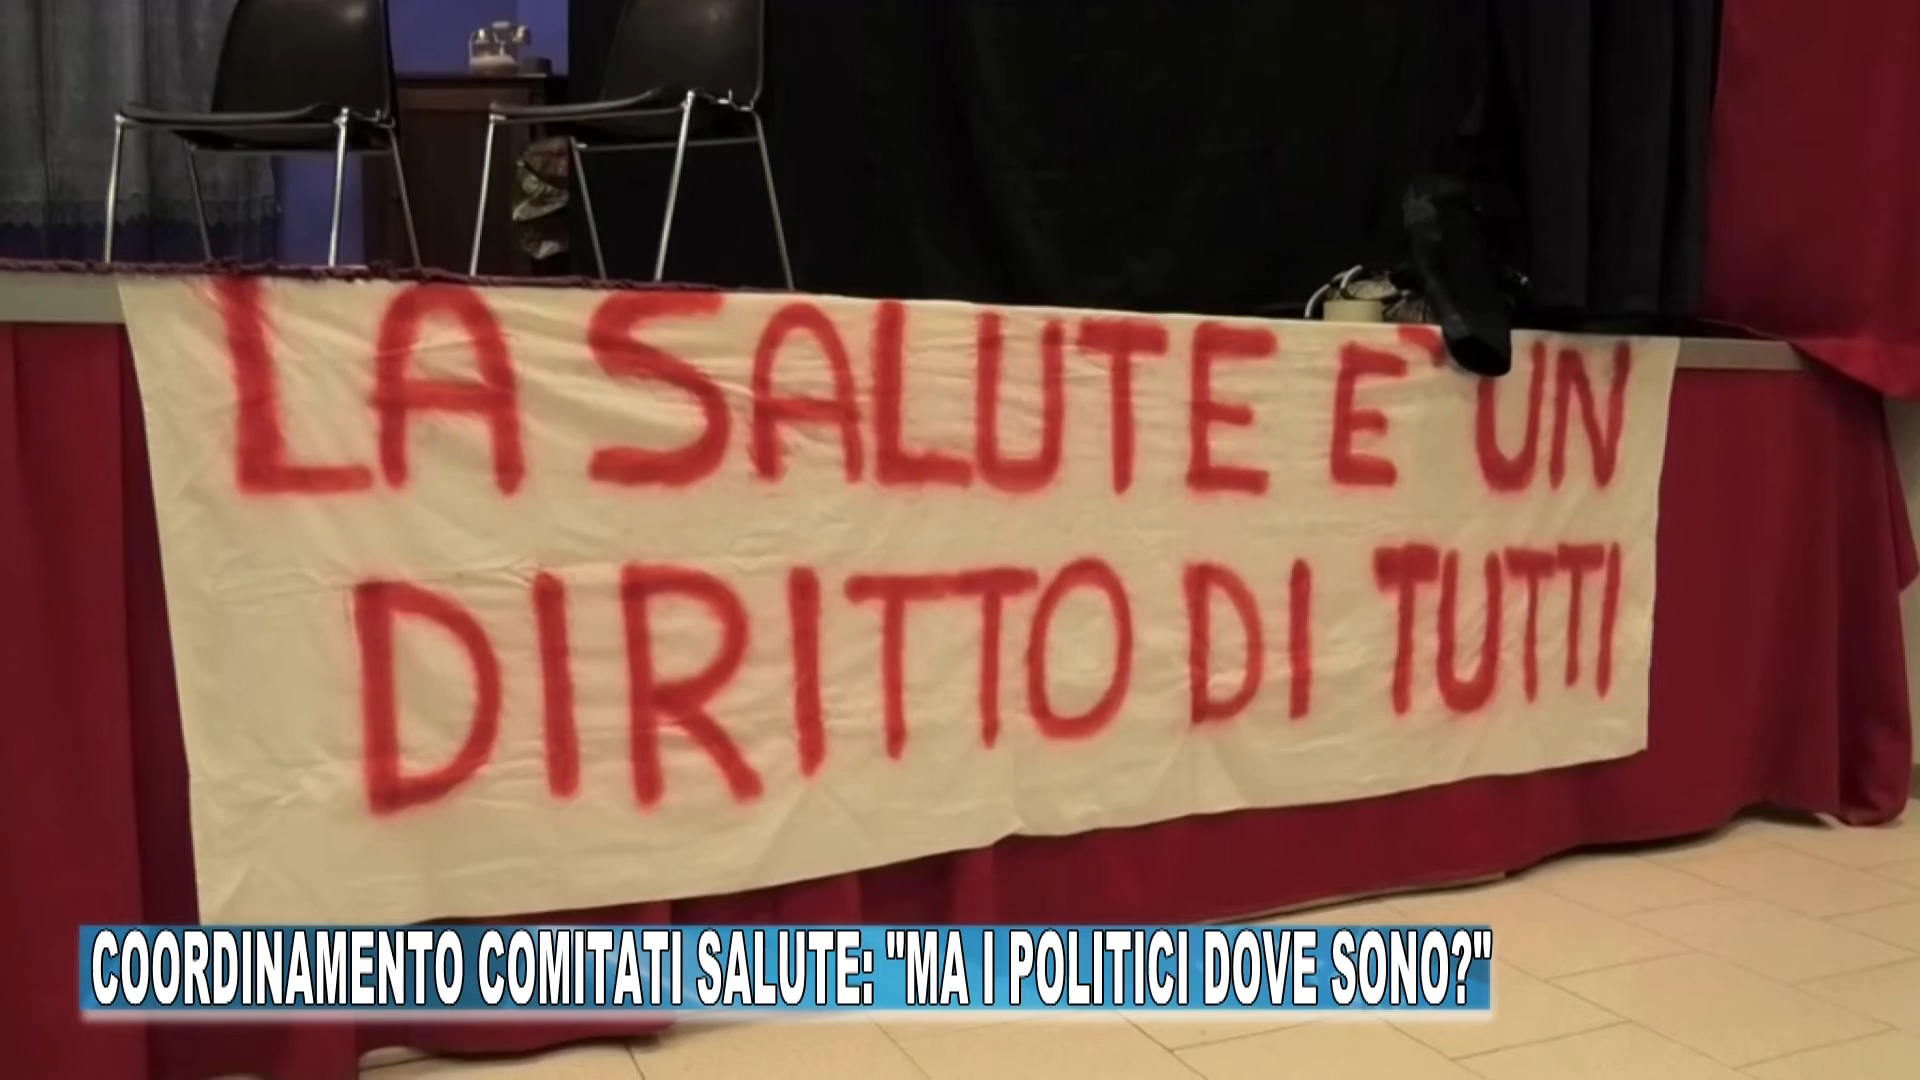 LA SALUTE E' UN
DIRITTO DI TUTTI
COORDINAMENTO COMITATI SALUTE: "MA I POLITICI DOVE SONO?"